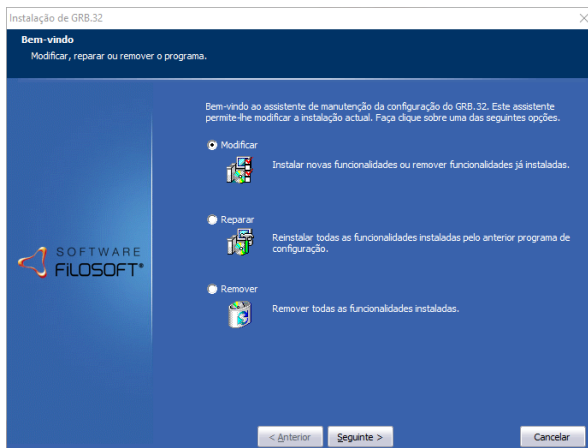 Instalação de GRB.32
Bem-vindo
Modificar, reparar ou remover o programa.
Bem-vindo ao assistente de manutenção da configuração do GRB.32. Este assistente
permite-lhe modificar a instalação actual. Faça clique sobre uma das seguintes opções.
Modificar
Instalar novas funcionalidades ou remover funcionalidades já instaladas.
Reparar
Reinstalar todas as funcionalidades instaladas pelo anterior programa de
configuração.
SOFTWARE
FILOSOFT
Remover
Remover todas as funcionalidades instaladas.
< Anterior
Seguinte >
Cancelar